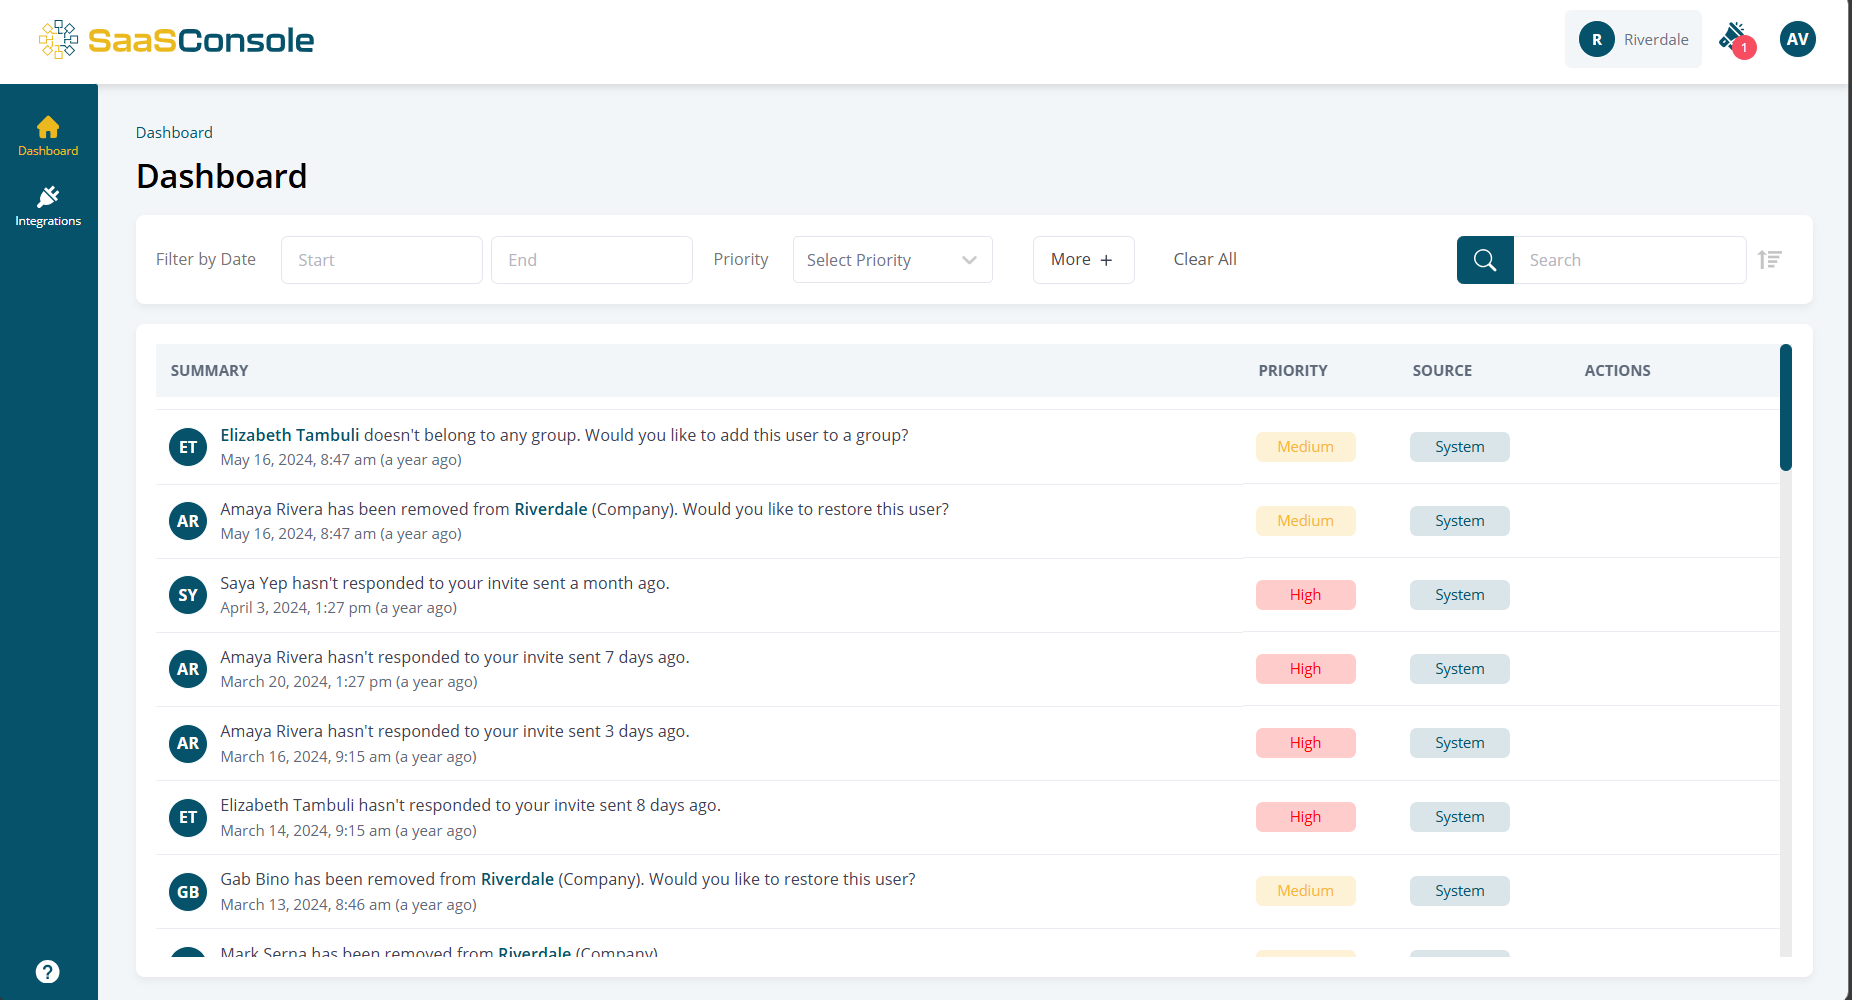 SaaSConsole
R Riverdale
1
AV
Dashboard
Integrations
Dashboard
Dashboard
Filter by Date Start End Priority Select Priority More + Clear All Search
SUMMARY PRIORITY SOURCE ACTIONS
ET Elizabeth Tambuli doesn't belong to any group. Would you like to add this user to a group? Medium System
May 16, 2024, 8:47 am (a year ago)
AR Amaya Rivera has been removed from Riverdale (Company). Would you like to restore this user? Medium System
May 16, 2024, 8:47 am (a year ago)
SY Saya Yep hasn't responded to your invite sent a month ago. High System
April 3, 2024, 1:27 pm (a year ago)
AR Amaya Rivera hasn't responded to your invite sent 7 days ago. High System
March 20, 2024, 1:27 pm (a year ago)
AR Amaya Rivera hasn't responded to your invite sent 3 days ago. High System
March 16, 2024, 9:15 am (a year ago)
ET Elizabeth Tambuli hasn't responded to your invite sent 8 days ago. High System
March 14, 2024, 9:15 am (a year ago)
GB Gab Bino has been removed from Riverdale (Company). Would you like to restore this user? Medium System
March 13, 2024, 8:46 am (a year ago)
Mark Serna has been removed from Riverdale (Company)
?